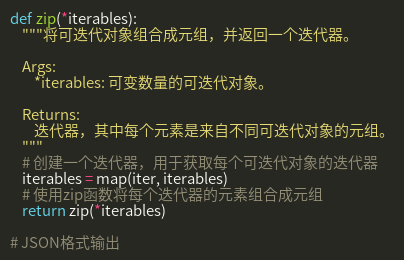 def zip(*iterables):
"""将可迭代对象组合成元组，并返回一个迭代器。
Args:
*iterables: 可变数量的可迭代对象。
Returns:
迭代器，其中每个元素是来自不同可迭代对象的元组。
"""
# 创建一个迭代器，用于获取每个可迭代对象的迭代器
iterables = map(iter, iterables)
# 使用zip函数将每个迭代器的元素组合成元组
return zip(*iterables)
# JSON格式输出